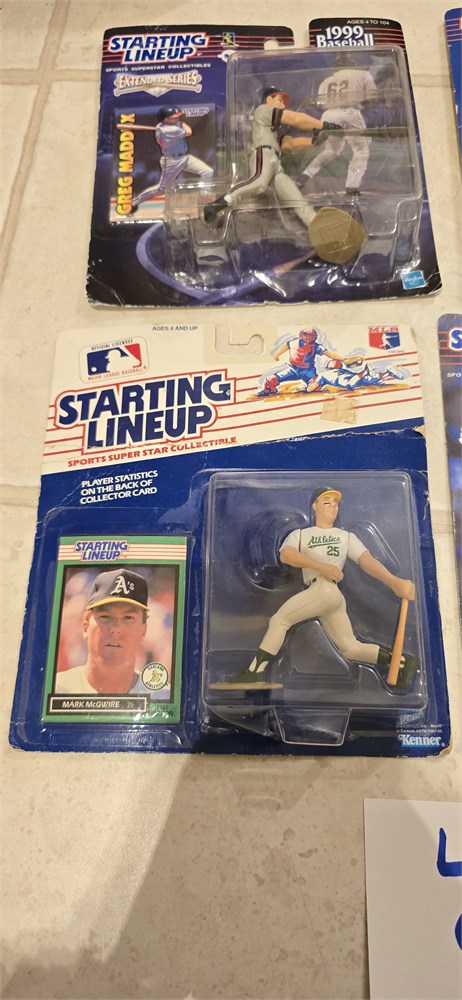 AGES 4 TO 104
STARTING
LINEUP
SPORTS SUPERSTAR COLLECTIBLES
EXTENDED SERIES
1999
Baseball
GREG MADDUX
62
Hasbro
OFFICIAL LICENSEE
MAJOR LEAGUE BASEBALL
AGES 4 AND UP
MLB
STARTING
LINEUP
SPORTS SUPER STAR COLLECTIBLE
PLAYER STATISTICS
ON THE BACK OF
COLLECTOR CARD
STARTING
LINEUP
A's
MARK McGWIRE 25
OAKLAND
ATHLETICS
Athletics
25
Kenner